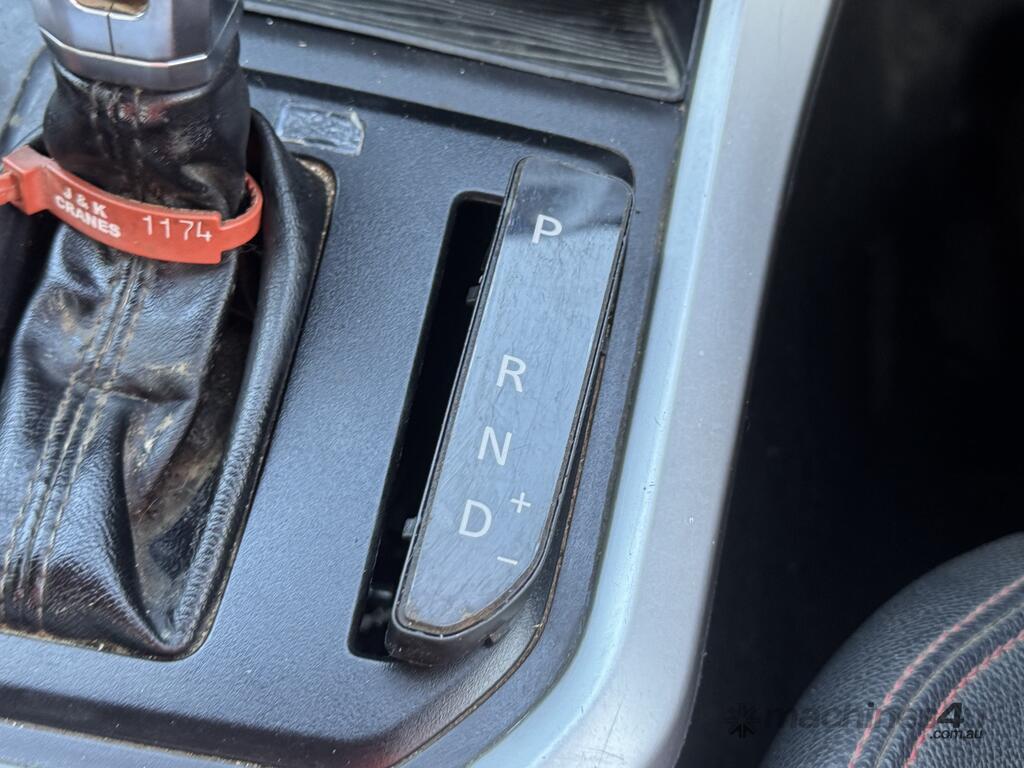 J & K
CRANES 1174
P
R
N
D + –
machines4u
.com.au